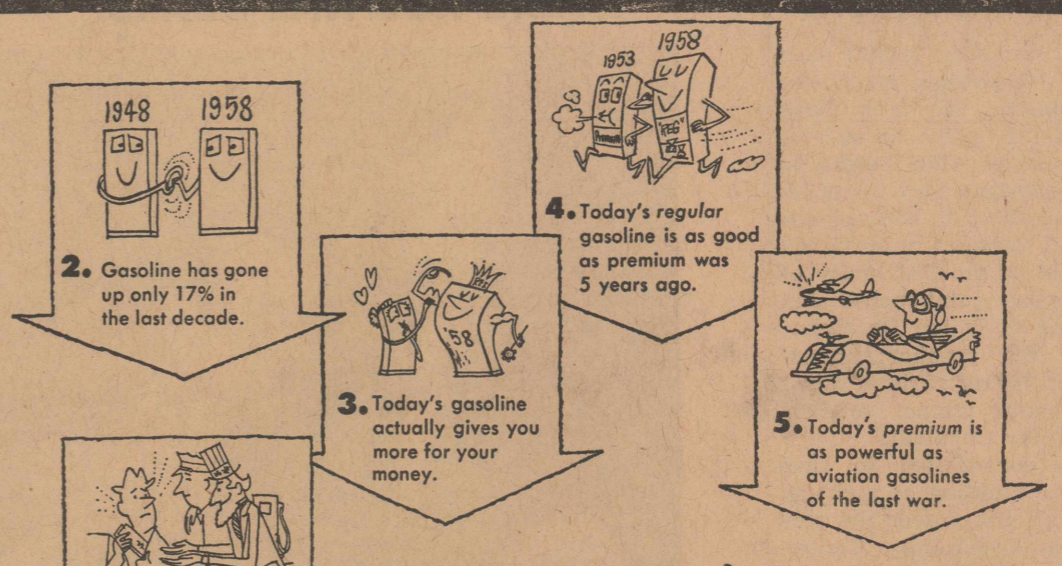 1948 1958
2. Gasoline has gone
up only 17% in
the last decade.
58
3. Today's gasoline
actually gives you
more for your
money.
1953 1958
"REG"
4. Today's regular
gasoline is as good
as premium was
5 years ago.
5. Today's premium is
as powerful as
aviation gasolines
of the last war.